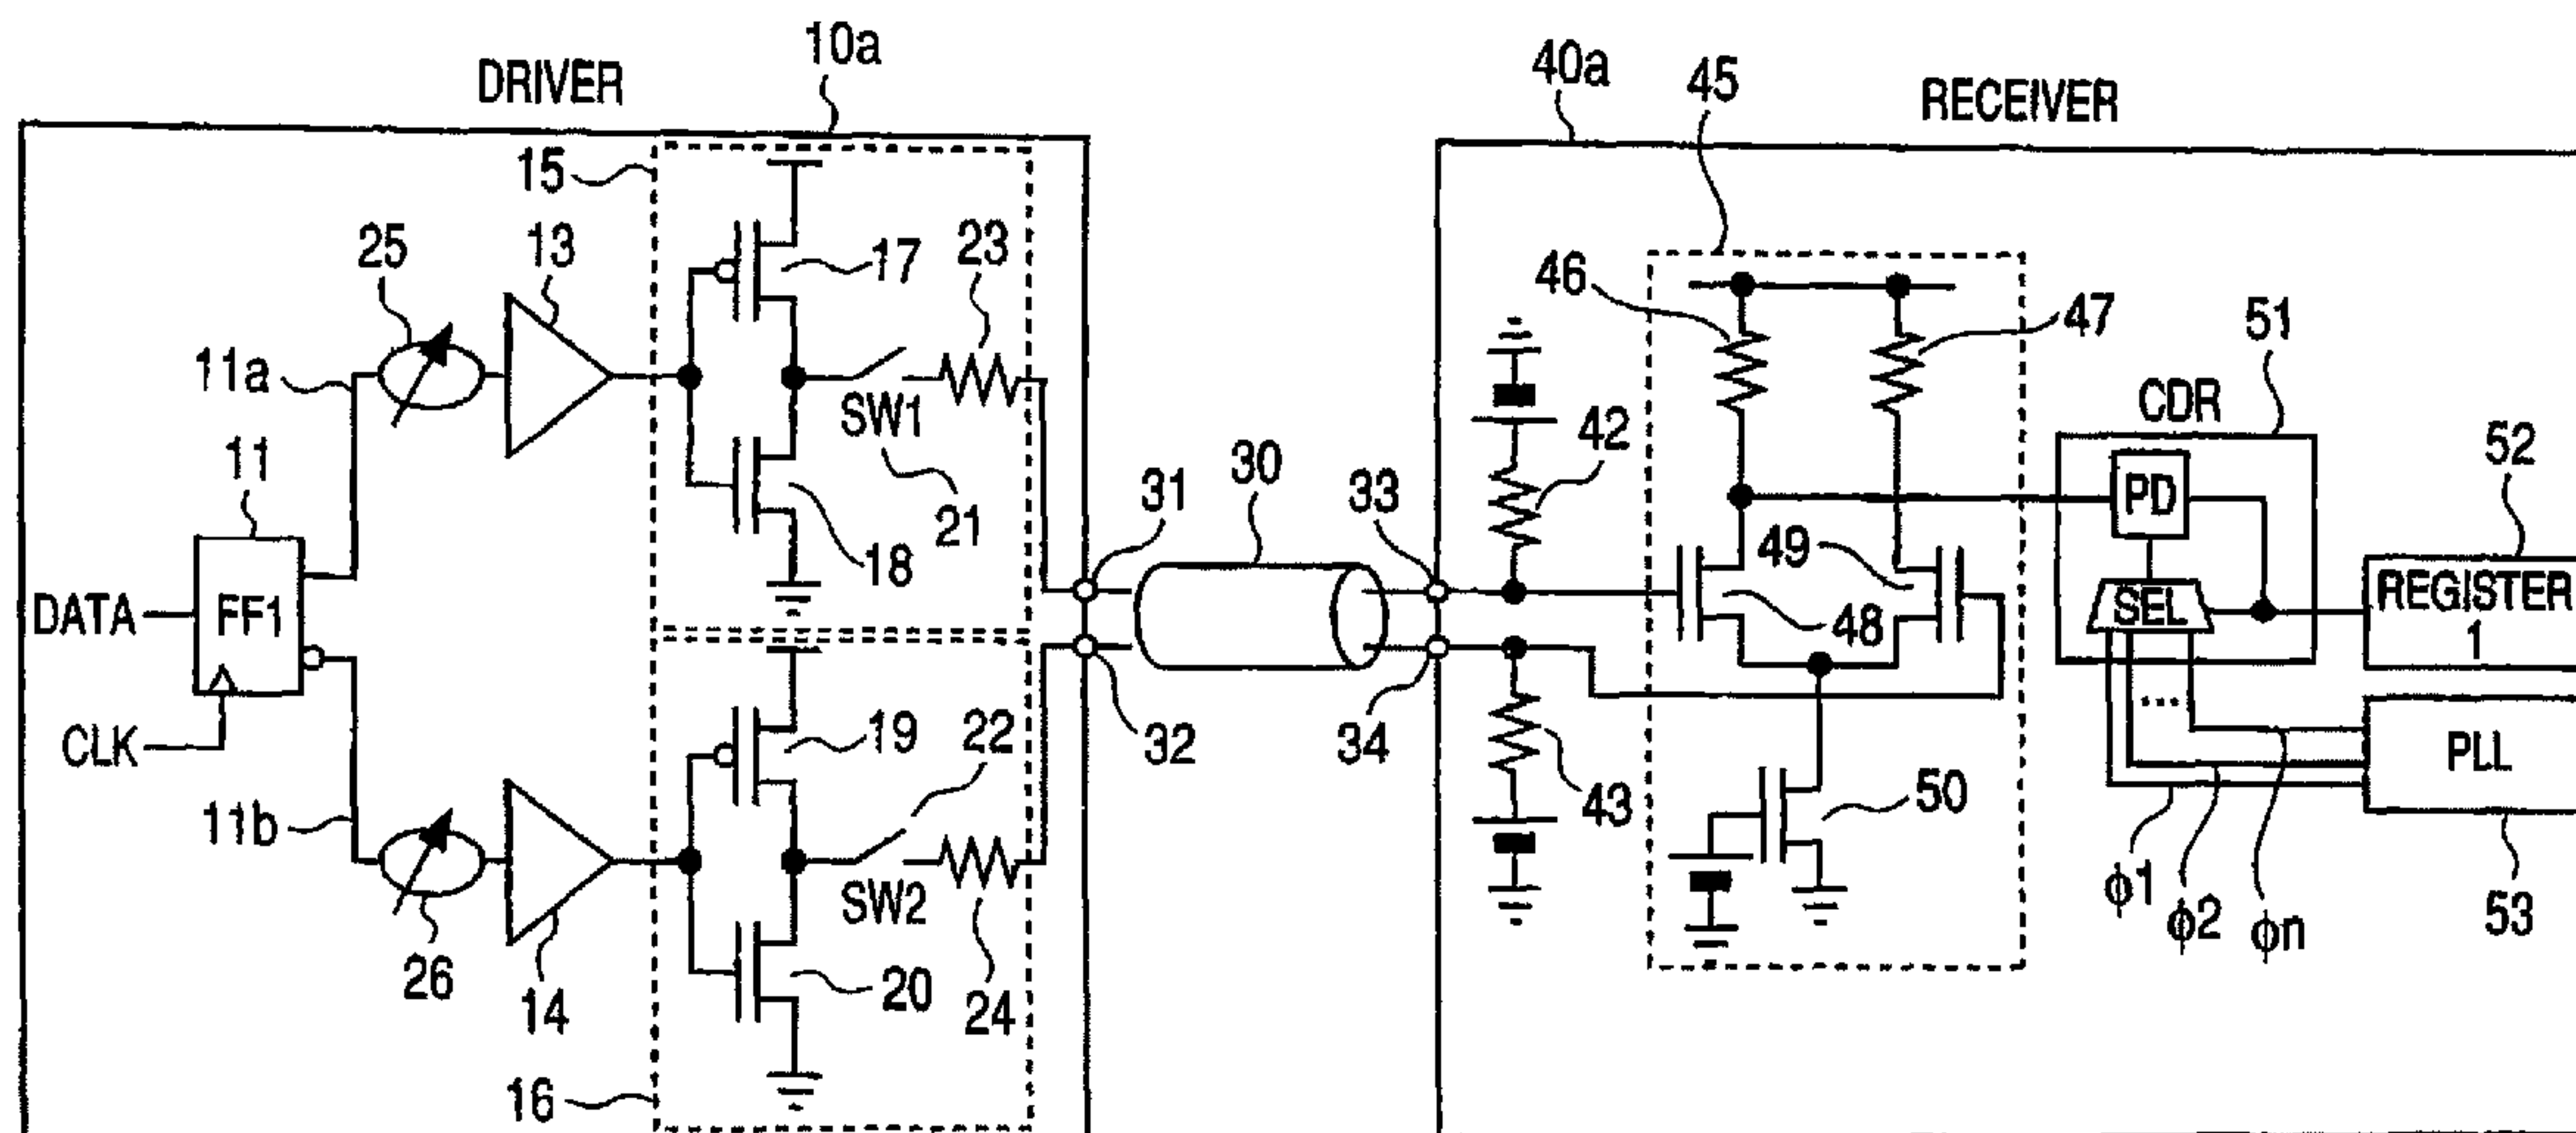 DRIVER
10a
40a
45
RECEIVER
15
25
13
17
23
46
47
51
11a
SW1
42
CDR
11
21
31
30
33
PD
52
18
49
DATA
FF1
48
SEL
REGISTER
1
CLK
19
22
32
34
...
PLL
11b
43
50
SW2
φ1
φ2
φn
53
26
14
20
24
16